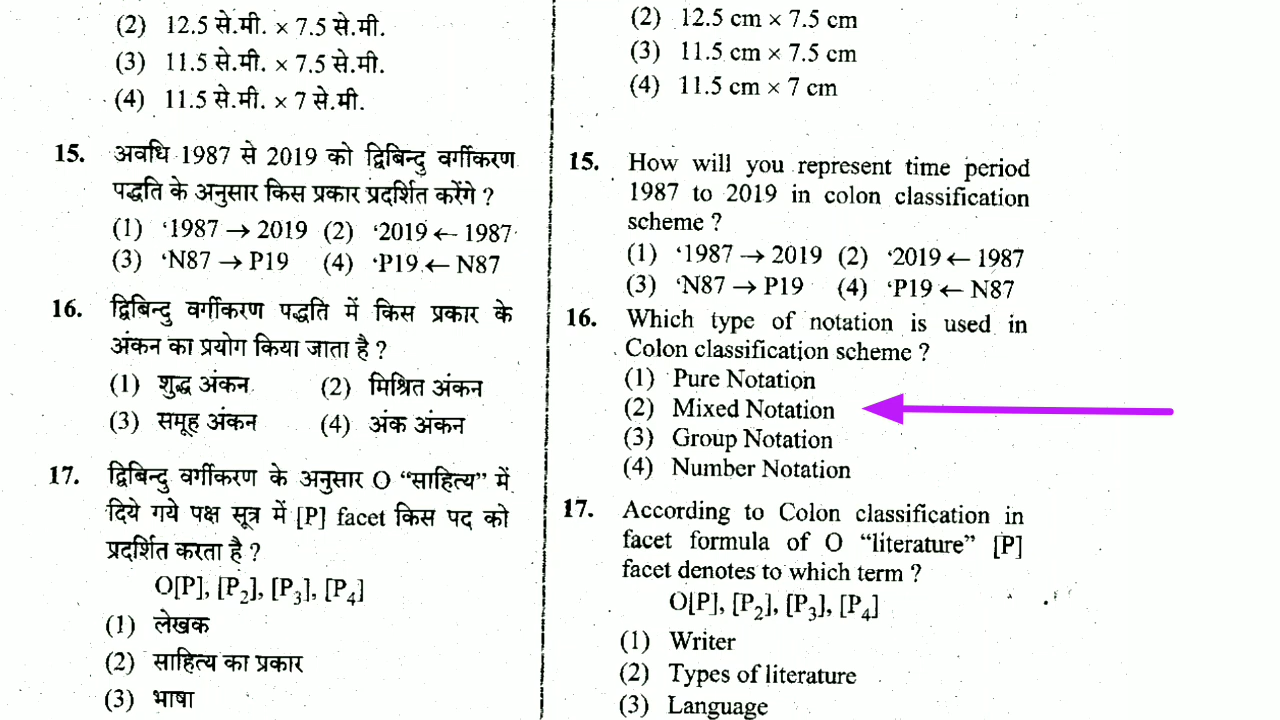 (2) 12.5 से.मी. × 7.5 से.मी.
(3) 11.5 से.मी. × 7.5 से.मी.
(4) 11.5 से.मी. × 7 से.मी.
15. अवधि 1987 से 2019 को द्विबिन्दु वर्गीकरण
पद्धति के अनुसार किस प्रकार प्रदर्शित करेंगे ?
(1) ‘1987 → 2019 (2) ‘2019 ← 1987
(3) ‘N87 → P19 (4) ‘P19 ← N87
16. द्विबिन्दु वर्गीकरण पद्धति में किस प्रकार के
अंकन का प्रयोग किया जाता है ?
(1) शुद्ध अंकन (2) मिश्रित अंकन
(3) समूह अंकन (4) अंक अंकन
17. द्विबिन्दु वर्गीकरण के अनुसार O “साहित्य” में
दिये गये पक्ष सूत्र में [P] facet किस पद को
प्रदर्शित करता है ?
O[P], [P₂], [P₃], [P₄]
(1) लेखक
(2) साहित्य का प्रकार
(3) भाषा
(2) 12.5 cm × 7.5 cm
(3) 11.5 cm × 7.5 cm
(4) 11.5 cm × 7 cm
15. How will you represent time period
1987 to 2019 in colon classification
scheme ?
(1) ‘1987 → 2019 (2) ‘2019 ← 1987
(3) ‘N87 → P19 (4) ‘P19 ← N87
16. Which type of notation is used in
Colon classification scheme ?
(1) Pure Notation
(2) Mixed Notation
(3) Group Notation
(4) Number Notation
17. According to Colon classification in
facet formula of O “literature” [P]
facet denotes to which term ?
O[P], [P₂], [P₃], [P₄]
(1) Writer
(2) Types of literature
(3) Language